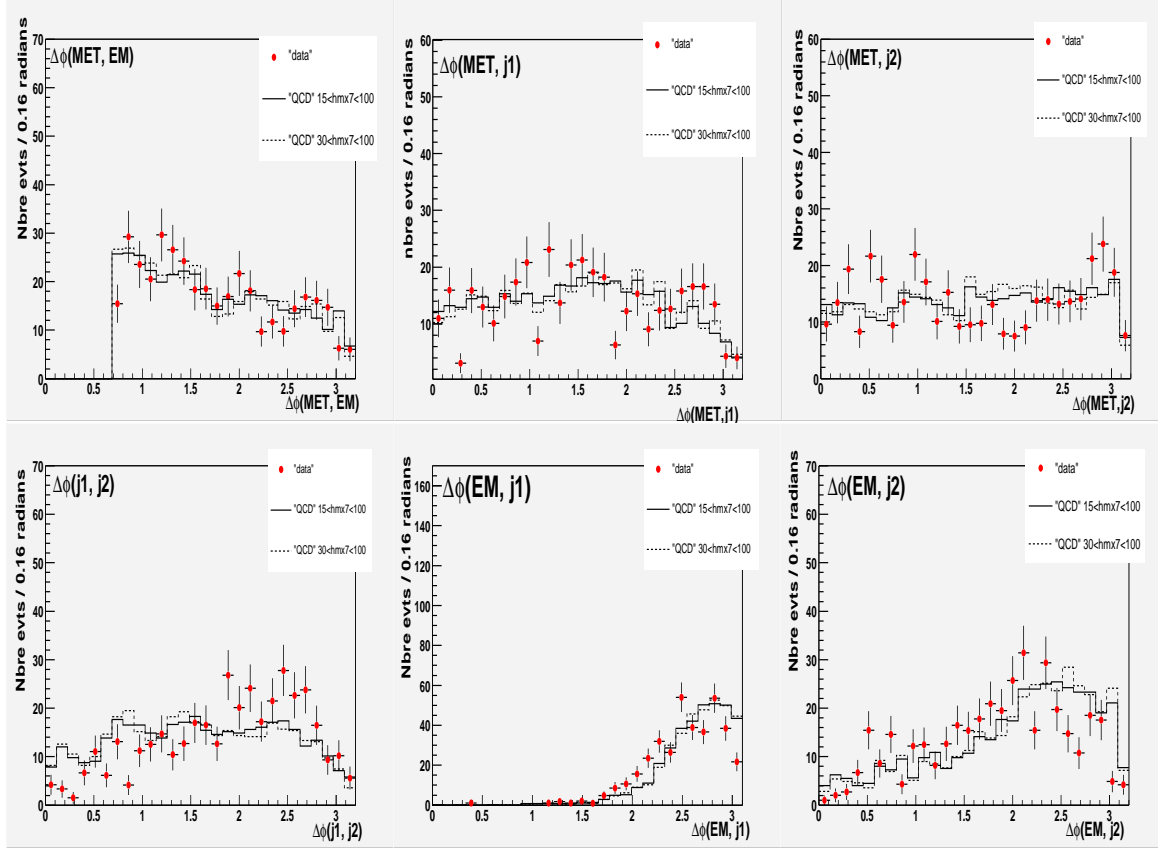 Nbre evts / 0.16 radians
Δϕ(MET, EM)
"data"
"QCD" 15<hmx7<100
"QCD" 30<hmx7<100
70
60
50
40
30
20
10
0
0 0.5 1 1.5 2 2.5 3
Δϕ(MET, EM)
nbre evts / 0.16 radians
Δϕ(MET, j1)
"data"
"QCD" 15<hmx7<100
"QCD" 30<hmx7<100
60
50
40
30
20
10
0 0.5 1 1.5 2 2.5 3
Δϕ(MET,j1)
Nbre evts / 0.16 radians
Δϕ(MET, j2)
"data"
"QCD" 15<hmx7<100
"QCD" 30<hmx7<100
60
50
40
30
20
10
0
0 0.5 1 1.5 2 2.5 3
Δϕ(MET,j2)
Nbre evts / 0.16 radians
Δϕ(j1, j2)
"data"
"QCD" 15<hmx7<100
"QCD" 30<hmx7<100
70
60
50
40
30
20
10
0
0 0.5 1 1.5 2 2.5 3
Δϕ(j1, j2)
Nbre evts / 0.16 radians
Δϕ(EM, j1)
"data"
"QCD" 15<hmx7<100
"QCD" 30<hmx7<100
160
140
120
100
80
60
40
20
0
0 0.5 1 1.5 2 2.5 3
Δϕ(EM, j1)
Nbre evts / 0.16 radians
Δϕ(EM, j2)
"data"
"QCD" 15<hmx7<100
"QCD" 30<hmx7<100
70
60
50
40
30
20
10
0
0 0.5 1 1.5 2 2.5 3
Δϕ(EM, j2)